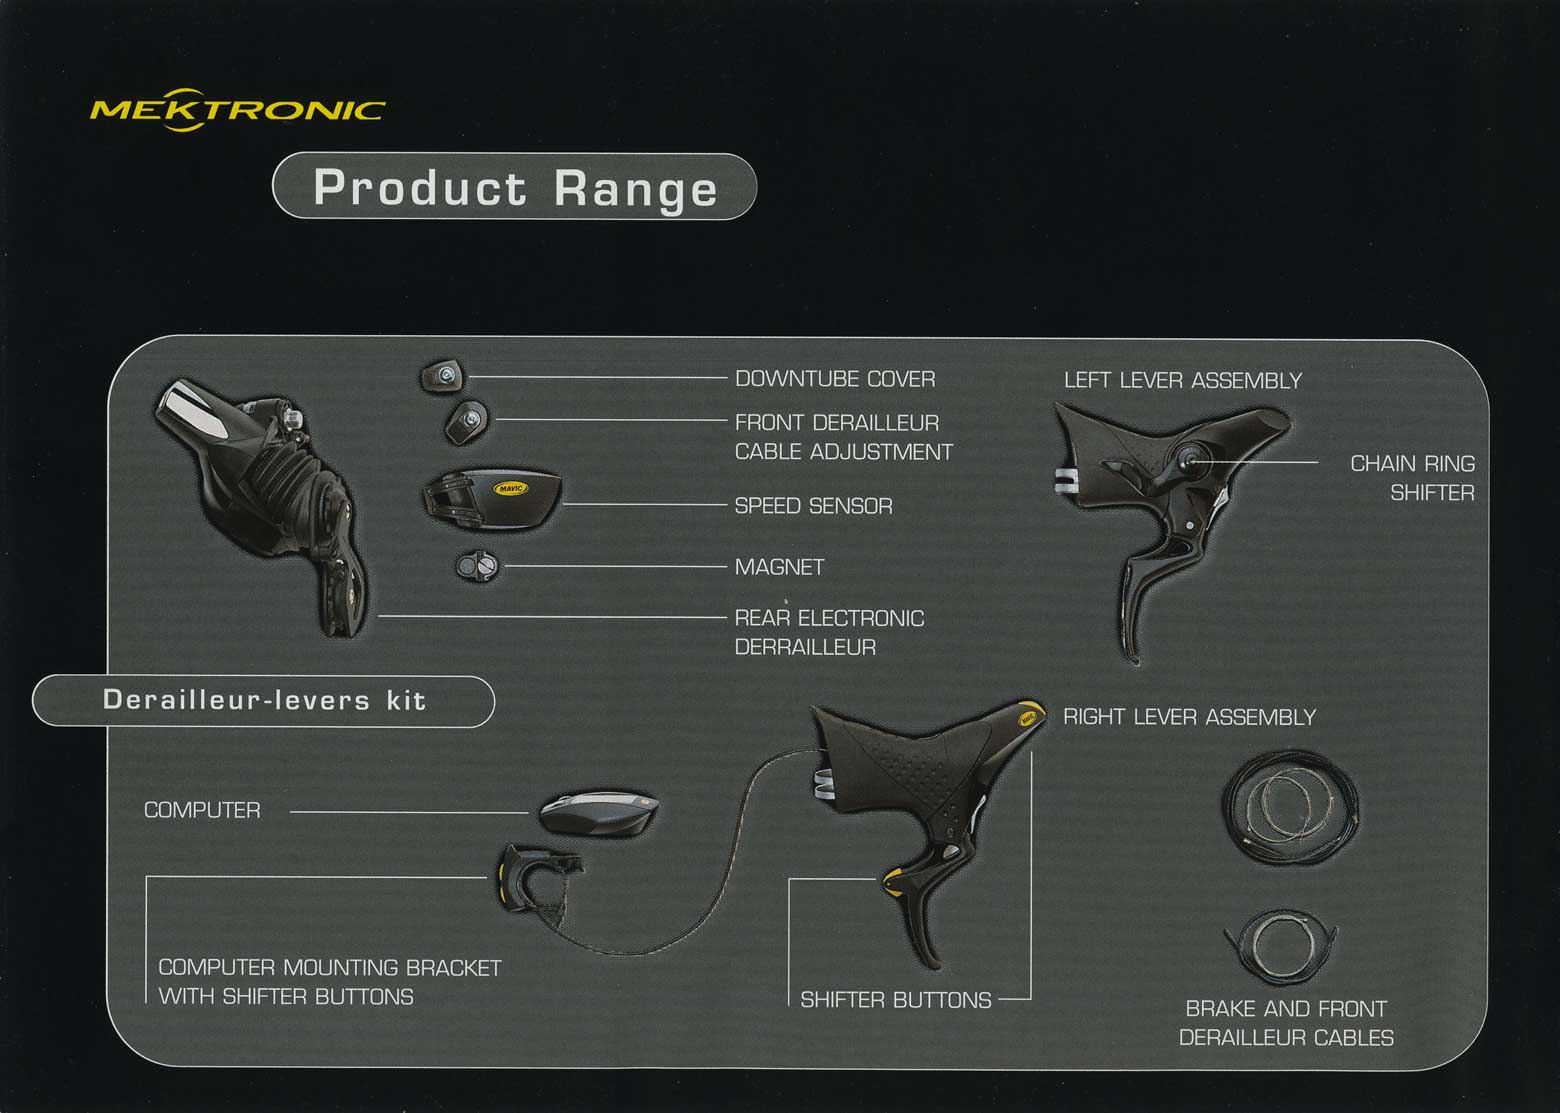 MEKTRONIC
Product Range
DOWNTUBE COVER
FRONT DERAILLEUR
CABLE ADJUSTMENT
MAVIC
SPEED SENSOR
MAGNET
REAR ELECTRONIC
DERRAILLEUR
LEFT LEVER ASSEMBLY
CHAIN RING
SHIFTER
Derailleur-levers kit
COMPUTER
COMPUTER MOUNTING BRACKET
WITH SHIFTER BUTTONS
MAVIC
RIGHT LEVER ASSEMBLY
SHIFTER BUTTONS
BRAKE AND FRONT
DERAILLEUR CABLES